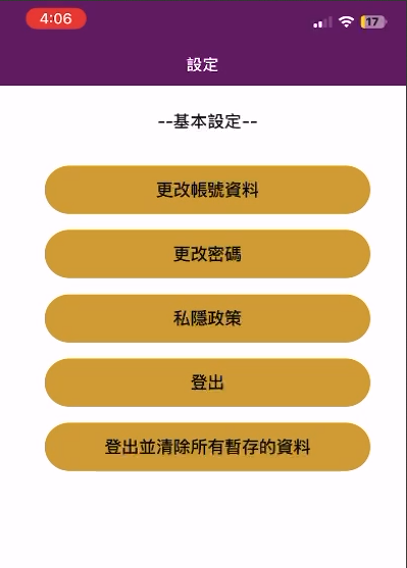 4:06
17
設定
--基本設定--
更改帳號資料
更改密碼
私隱政策
登出
登出並清除所有暫存的資料